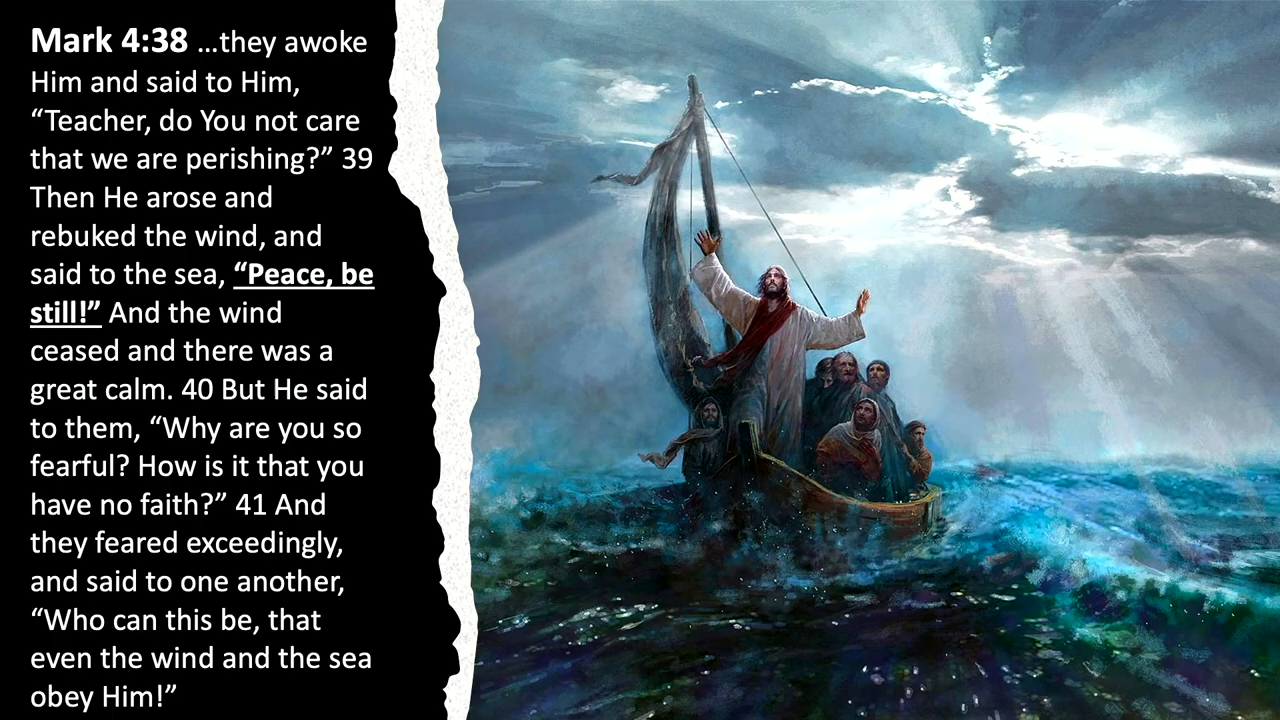 Mark 4:38 …they awoke
Him and said to Him,
“Teacher, do You not care
that we are perishing?” 39
Then He arose and
rebuked the wind, and
said to the sea, “Peace, be
still!” And the wind
ceased and there was a
great calm. 40 But He said
to them, “Why are you so
fearful? How is it that you
have no faith?” 41 And
they feared exceedingly,
and said to one another,
“Who can this be, that
even the wind and the sea
obey Him!”